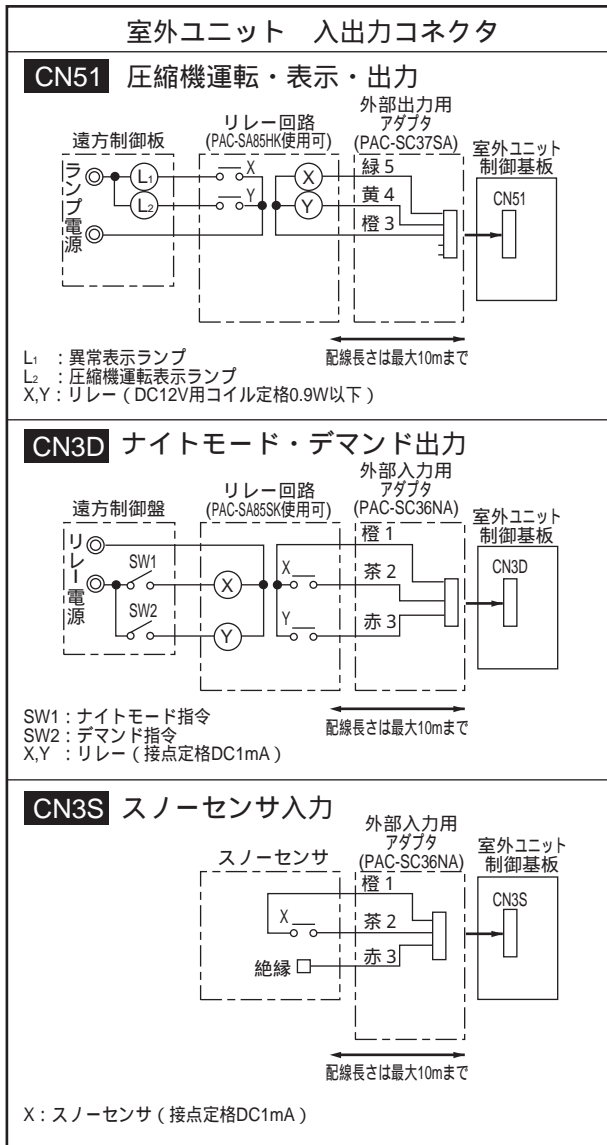 室外ユニット 入出力コネクタ
CN51 圧縮機運転・表示・出力
遠方制御板
リレー回路
(PAC-SA85HK使用可)
外部出力用
アダプタ
(PAC-SC37SA)
室外ユニット
制御基板
ランプ電源
L1
L2
X
Y
X
Y
緑 5
黄 4
橙 3
CN51
配線長さは最大10mまで
L1 : 異常表示ランプ
L2 : 圧縮機運転表示ランプ
X,Y : リレー ( DC12V用コイル定格0.9W以下 )
CN3D ナイトモード・デマンド出力
遠方制御盤
リレー回路
(PAC-SA85SK使用可)
外部入力用
アダプタ
(PAC-SC36NA)
室外ユニット
制御基板
リレー電源
SW1
SW2
X
Y
X
Y
橙 1
茶 2
赤 3
CN3D
配線長さは最大10mまで
SW1 : ナイトモード指令
SW2 : デマンド指令
X,Y : リレー ( 接点定格DC1mA )
CN3S スノーセンサ入力
スノーセンサ
外部入力用
アダプタ
(PAC-SC36NA)
室外ユニット
制御基板
X
絶縁
橙 1
茶 2
赤 3
CN3S
配線長さは最大10mまで
X : スノーセンサ ( 接点定格DC1mA )